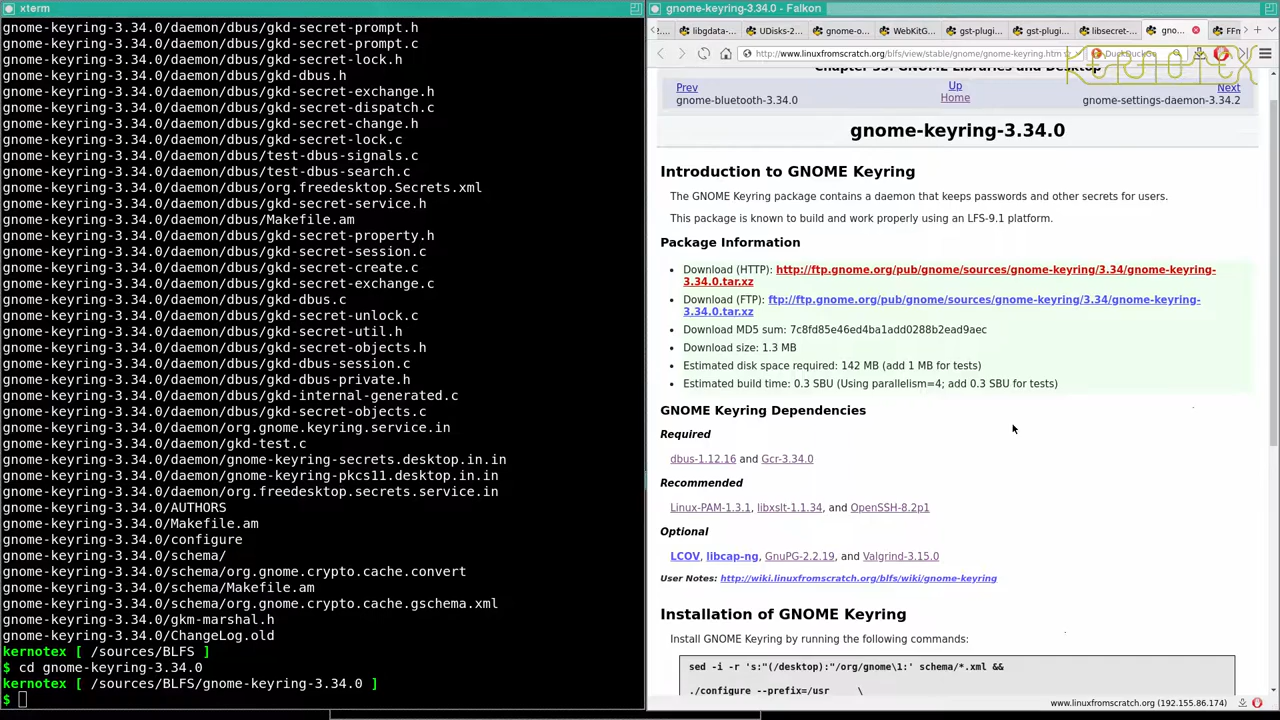 xterm
gnome-keyring-3.34.0/daemon/dbus/gkd-secret-prompt.h
gnome-keyring-3.34.0/daemon/dbus/gkd-secret-prompt.c
gnome-keyring-3.34.0/daemon/dbus/gkd-secret-lock.h
gnome-keyring-3.34.0/daemon/dbus/gkd-dbus.h
gnome-keyring-3.34.0/daemon/dbus/gkd-secret-exchange.h
gnome-keyring-3.34.0/daemon/dbus/gkd-secret-dispatch.c
gnome-keyring-3.34.0/daemon/dbus/gkd-secret-change.h
gnome-keyring-3.34.0/daemon/dbus/gkd-secret-lock.c
gnome-keyring-3.34.0/daemon/dbus/test-dbus-signals.c
gnome-keyring-3.34.0/daemon/dbus/test-dbus-search.c
gnome-keyring-3.34.0/daemon/dbus/org.freedesktop.Secrets.xml
gnome-keyring-3.34.0/daemon/dbus/gkd-secret-service.h
gnome-keyring-3.34.0/daemon/dbus/Makefile.am
gnome-keyring-3.34.0/daemon/dbus/gkd-secret-property.h
gnome-keyring-3.34.0/daemon/dbus/gkd-secret-session.c
gnome-keyring-3.34.0/daemon/dbus/gkd-secret-create.c
gnome-keyring-3.34.0/daemon/dbus/gkd-secret-exchange.c
gnome-keyring-3.34.0/daemon/dbus/gkd-dbus.c
gnome-keyring-3.34.0/daemon/dbus/gkd-secret-unlock.c
gnome-keyring-3.34.0/daemon/dbus/gkd-secret-util.h
gnome-keyring-3.34.0/daemon/dbus/gkd-secret-objects.h
gnome-keyring-3.34.0/daemon/dbus/gkd-dbus-session.c
gnome-keyring-3.34.0/daemon/dbus/gkd-dbus-private.h
gnome-keyring-3.34.0/daemon/dbus/gkd-internal-generated.c
gnome-keyring-3.34.0/daemon/dbus/gkd-secret-objects.c
gnome-keyring-3.34.0/daemon/org.gnome.keyring.service.in
gnome-keyring-3.34.0/daemon/gkd-test.c
gnome-keyring-3.34.0/daemon/gnome-keyring-secrets.desktop.in.in
gnome-keyring-3.34.0/daemon/gnome-keyring-pkcs11.desktop.in.in
gnome-keyring-3.34.0/daemon/org.freedesktop.secrets.service.in
gnome-keyring-3.34.0/AUTHORS
gnome-keyring-3.34.0/Makefile.am
gnome-keyring-3.34.0/configure
gnome-keyring-3.34.0/schema/
gnome-keyring-3.34.0/schema/org.gnome.crypto.cache.convert
gnome-keyring-3.34.0/schema/Makefile.am
gnome-keyring-3.34.0/schema/org.gnome.crypto.cache.gschema.xml
gnome-keyring-3.34.0/gkm-marshal.h
gnome-keyring-3.34.0/ChangeLog.old
kernotex [ /sources/BLFS ]
$ cd gnome-keyring-3.34.0
kernotex [ /sources/BLFS/gnome-keyring-3.34.0 ]
$
gnome-keyring-3.34.0 - Falkon
2.... libgdata-... UDisks-2... gnome-o... WebKitG... gst-plugi... gst-plugi... libsecret-... gno... FFn
http://www.linuxfromscratch.org/blfs/view/stable/gnome/gnome-keyring.htm DuckDuckGo
KERNOTEX
Chapter 33. GNOME Libraries and Desktop
Prev Up Next
gnome-bluetooth-3.34.0 Home gnome-settings-daemon-3.34.2
gnome-keyring-3.34.0
Introduction to GNOME Keyring
The GNOME Keyring package contains a daemon that keeps passwords and other secrets for users.
This package is known to build and work properly using an LFS-9.1 platform.
Package Information
• Download (HTTP): http://ftp.gnome.org/pub/gnome/sources/gnome-keyring/3.34/gnome-keyring-
3.34.0.tar.xz
• Download (FTP): ftp://ftp.gnome.org/pub/gnome/sources/gnome-keyring/3.34/gnome-keyring-
3.34.0.tar.xz
• Download MD5 sum: 7c8fd85e46ed4ba1add0288b2ead9aec
• Download size: 1.3 MB
• Estimated disk space required: 142 MB (add 1 MB for tests)
• Estimated build time: 0.3 SBU (Using parallelism=4; add 0.3 SBU for tests)
GNOME Keyring Dependencies
Required
dbus-1.12.16 and Gcr-3.34.0
Recommended
Linux-PAM-1.3.1, libxslt-1.1.34, and OpenSSH-8.2p1
Optional
LCOV, libcap-ng, GnuPG-2.2.19, and Valgrind-3.15.0
User Notes: http://wiki.linuxfromscratch.org/blfs/wiki/gnome-keyring
Installation of GNOME Keyring
Install GNOME Keyring by running the following commands:
sed -i -r 's:"(/desktop):"/org/gnome\1:' schema/*.xml &&
./configure --prefix=/usr \
www.linuxfromscratch.org (192.155.86.174)